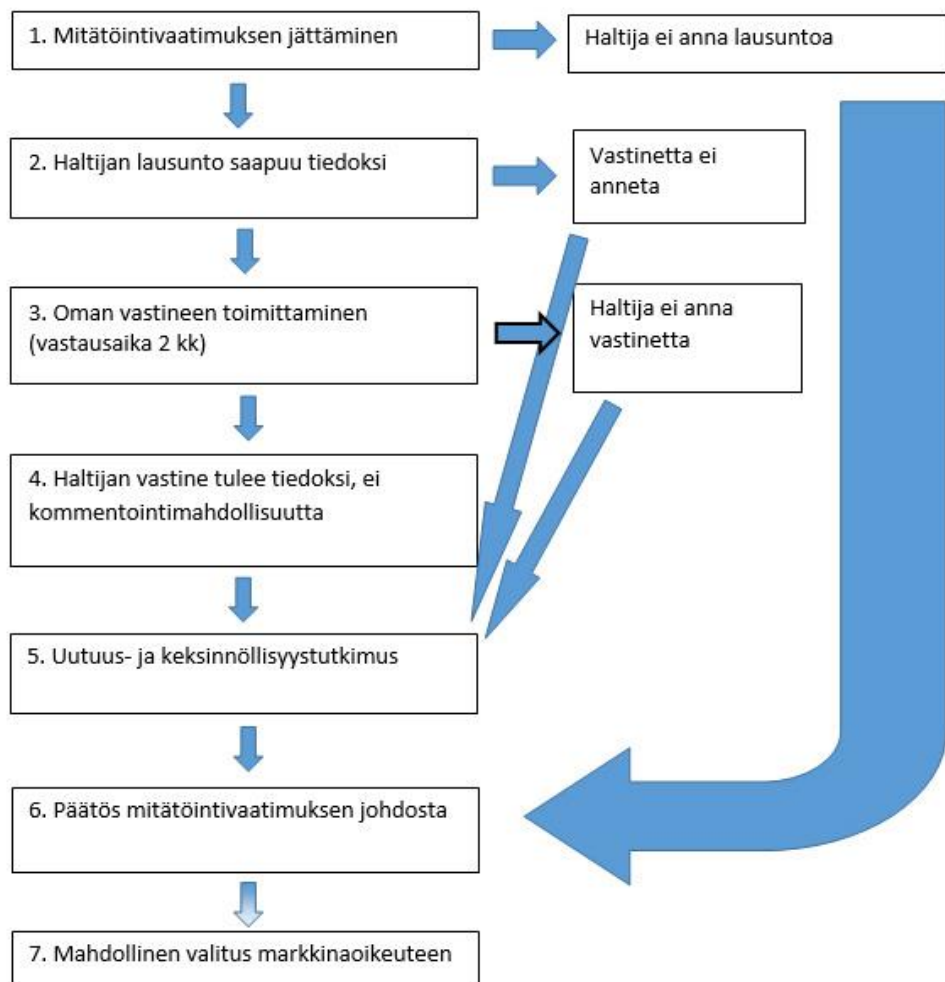 1. Mitätöintivaatimuksen jättäminen
Haltija ei anna lausuntoa
2. Haltijan lausunto saapuu tiedoksi
Vastinetta ei
anneta
3. Oman vastineen toimittaminen
(vastausaika 2 kk)
Haltija ei anna
vastinetta
4. Haltijan vastine tulee tiedoksi, ei
kommentointimahdollisuutta
5. Uutuus- ja keksinnöllisyystutkimus
6. Päätös mitätöintivaatimuksen johdosta
7. Mahdollinen valitus markkinaoikeuteen